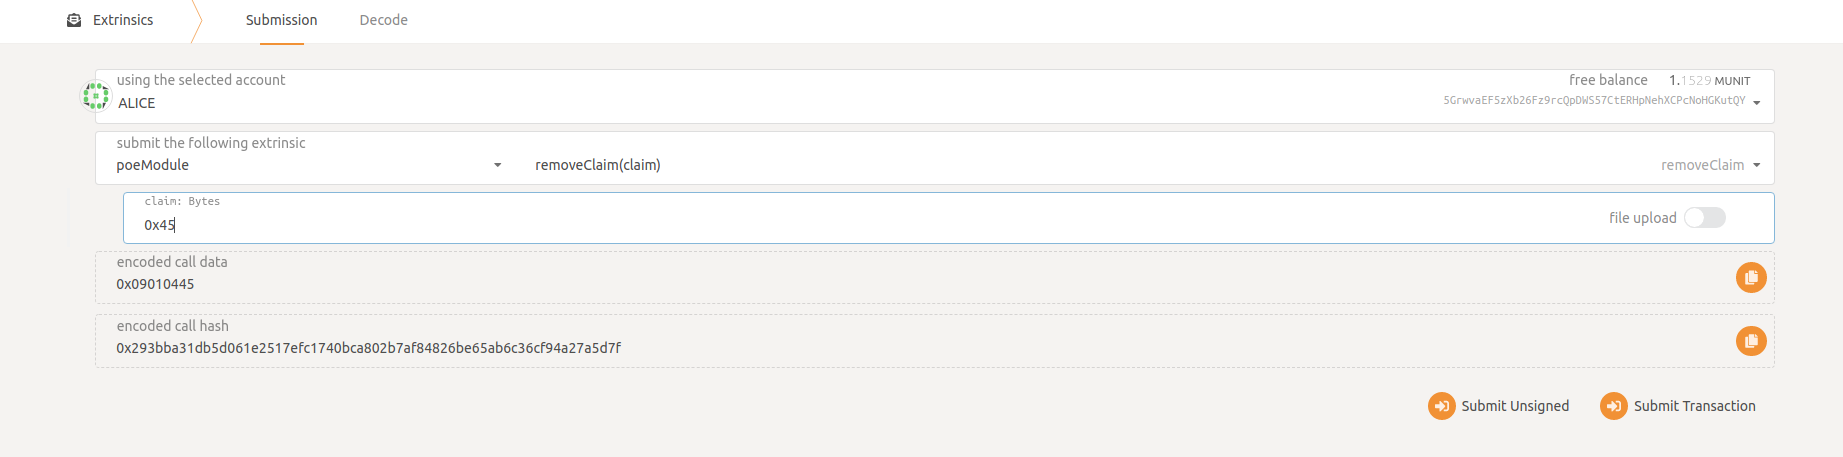 Extrinsics Submission Decode
using the selected account free balance 1.1529 MUNIT
ALICE 5GrwvaEF5zXb26Fz9rcQpDWS57CtERHpNehXCPcNoHGKutQY
submit the following extrinsic
poeModule removeClaim(claim) removeClaim
claim: Bytes
0x45 file upload
encoded call data
0x09010445
encoded call hash
0x293bba31db5d061e2517efc1740bca802b7af84826be65ab6c36cf94a27a5d7f
Submit Unsigned Submit Transaction